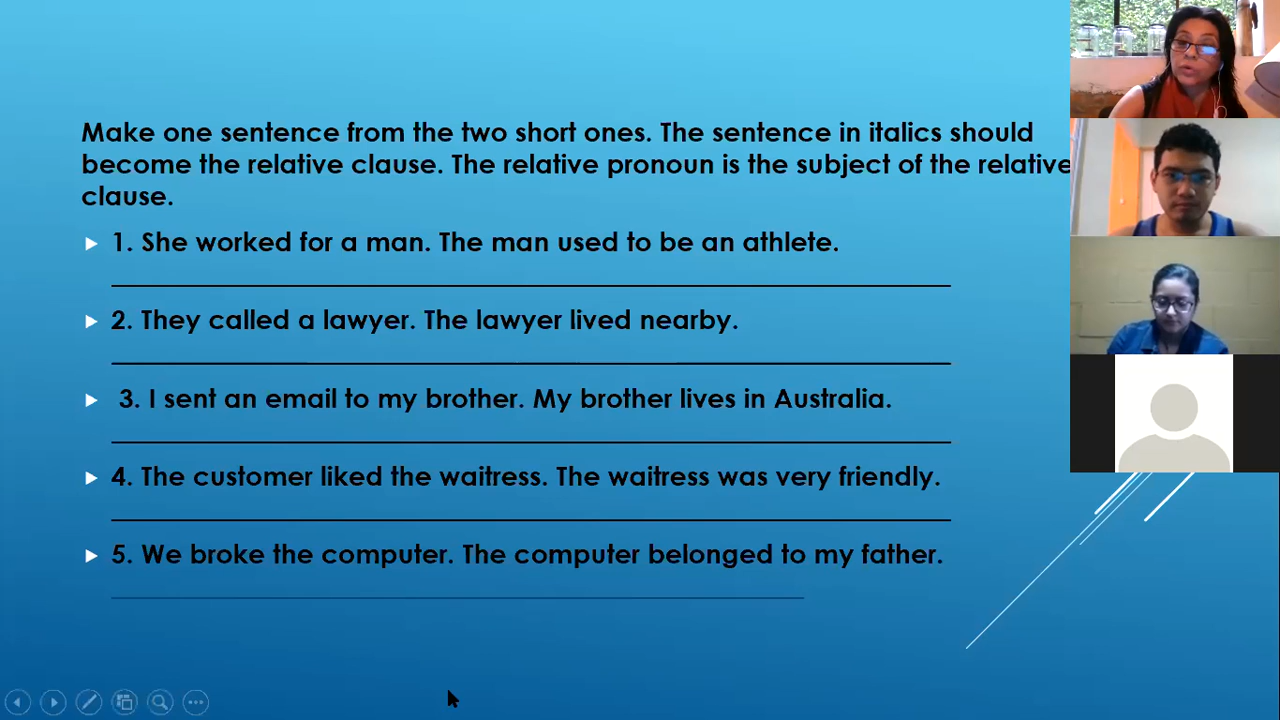 Make one sentence from the two short ones. The sentence in italics should
become the relative clause. The relative pronoun is the subject of the relative
clause.
1. She worked for a man. The man used to be an athlete.
2. They called a lawyer. The lawyer lived nearby.
3. I sent an email to my brother. My brother lives in Australia.
4. The customer liked the waitress. The waitress was very friendly.
5. We broke the computer. The computer belonged to my father.